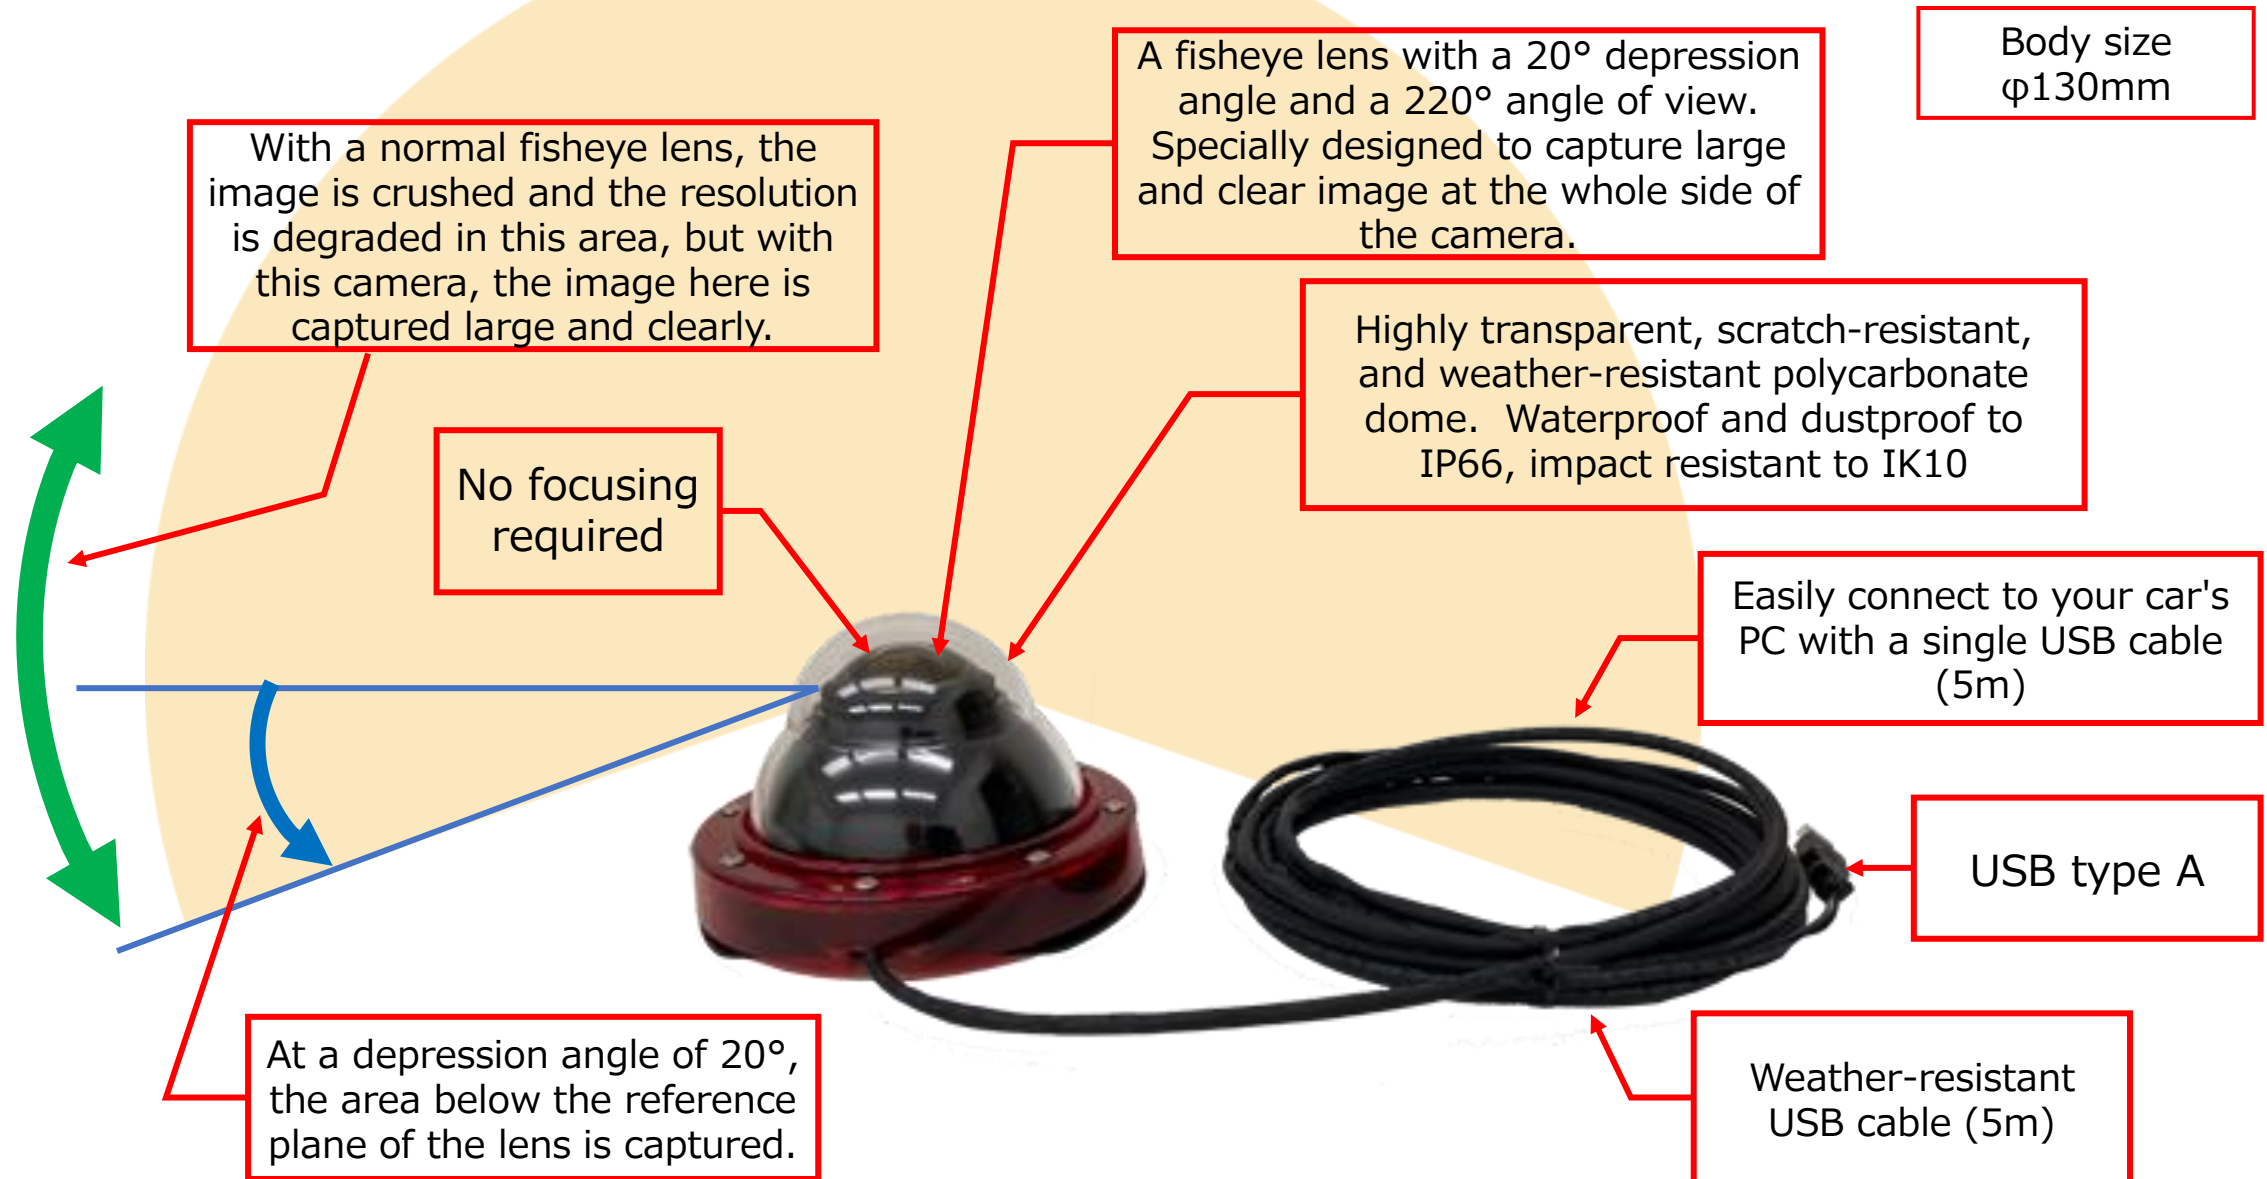 Body size
φ130mm
A fisheye lens with a 20° depression
angle and a 220° angle of view.
Specially designed to capture large
and clear image at the whole side of
the camera.
With a normal fisheye lens, the
image is crushed and the resolution
is degraded in this area, but with
this camera, the image here is
captured large and clearly.
Highly transparent, scratch-resistant,
and weather-resistant polycarbonate
dome.  Waterproof and dustproof to
IP66, impact resistant to IK10
No focusing
required
Easily connect to your car's
PC with a single USB cable
(5m)
USB type A
At a depression angle of 20°,
the area below the reference
plane of the lens is captured.
Weather-resistant
USB cable (5m)